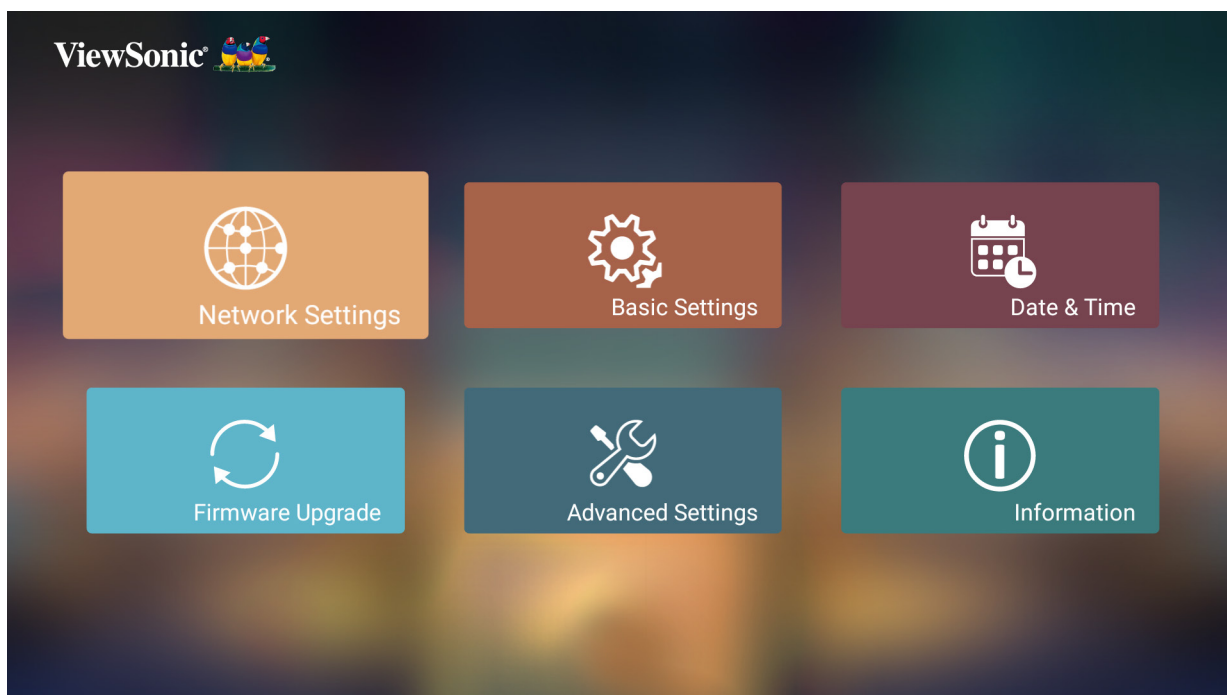 ViewSonic®
Network Settings
Basic Settings
Date & Time
Firmware Upgrade
Advanced Settings
Information